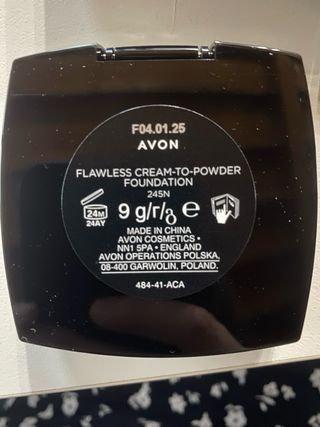 F04.01.25
AVON
FLAWLESS CREAM-TO-POWDER
FOUNDATION
245N
24M
24AY
9 g/г/غ ℮
MADE IN CHINA
AVON COSMETICS •
NN1 5PA • ENGLAND
AVON OPERATIONS POLSKA,
08-400 GARWOLIN, POLAND.
484-41-ACA